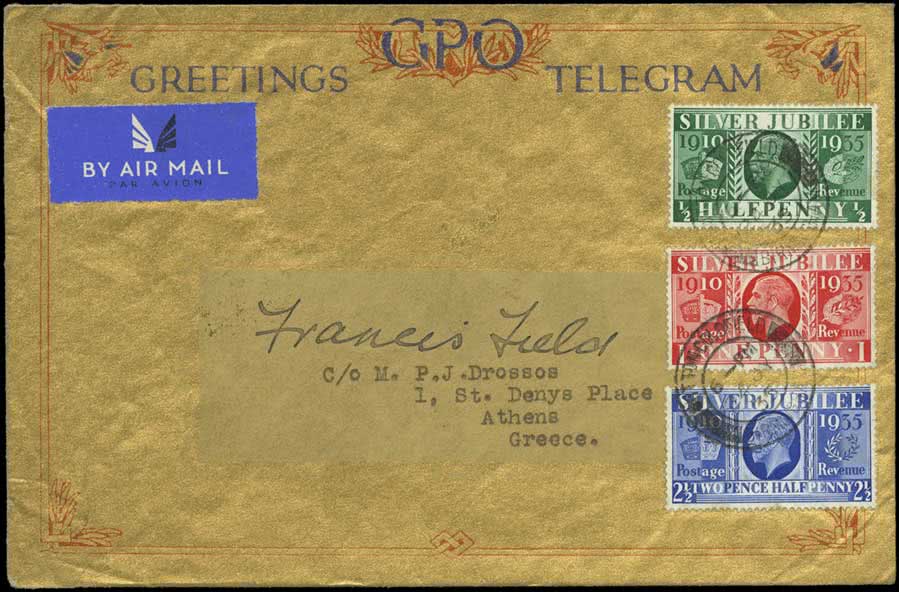 GPO
GREETINGS TELEGRAM
BY AIR MAIL
PAR AVION
SILVER JUBILEE
1910 1935
Postage Revenue
½ HALFPENNY ½
SILVER JUBILEE
1910 1935
Postage Revenue
1 ONE PENNY · 1
SILVER JUBILEE
1910 1935
Postage Revenue
2½ TWO PENCE HALFPENNY 2½
Francis Field
C/o M. P.J.Drossos
1, St. Denys Place
Athens
Greece.